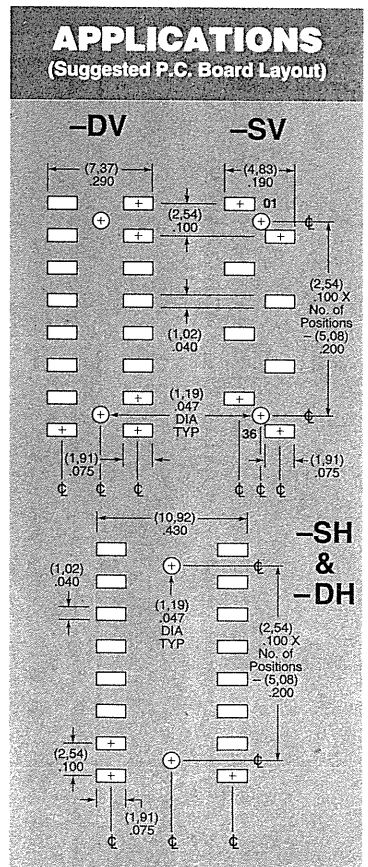 APPLICATIONS
(Suggested P.C. Board Layout)
–DV
–SV
(7,37)
.290
(4,83)
.190
01
(2,54)
.100
℄
(2,54)
.100 X
No. of
Positions
– (5,08)
.200
(1,02)
.040
(1,19)
.047
DIA
TYP
36
℄
(1,91)
.075
(1,91)
.075
℄ ℄ ℄ ℄ ℄ ℄
(10,92)
.430
–SH
&
–DH
(1,02)
.040
℄
(1,19)
.047
DIA
TYP
(2,54)
.100 X
No. of
Positions
– (5,08)
.200
(2,54)
.100
℄
(1,91)
.075
℄ ℄ ℄